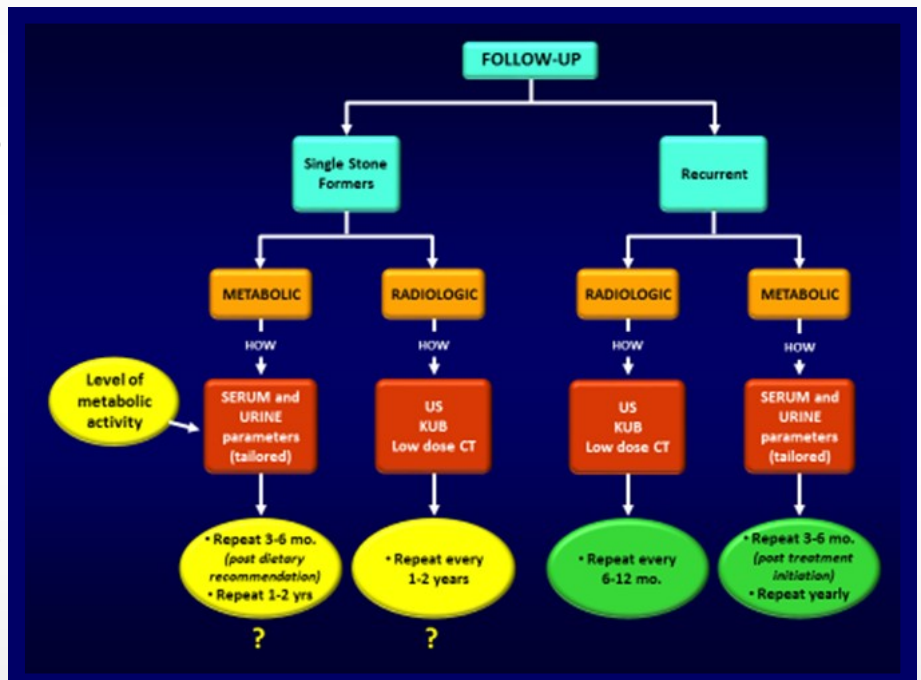 FOLLOW-UP
Single Stone
Formers
Recurrent
METABOLIC
RADIOLOGIC
RADIOLOGIC
METABOLIC
HOW
HOW
HOW
HOW
Level of
metabolic
activity
SERUM and
URINE
parameters
(tailored)
US
KUB
Low dose CT
US
KUB
Low dose CT
SERUM and
URINE
parameters
(tailored)
• Repeat 3-6 mo.
(post dietary
recommendation)
• Repeat 1-2 yrs
• Repeat every
1-2 years
• Repeat every
6-12 mo.
• Repeat 3-6 mo.
(post treatment
initiation)
• Repeat yearly
?
?